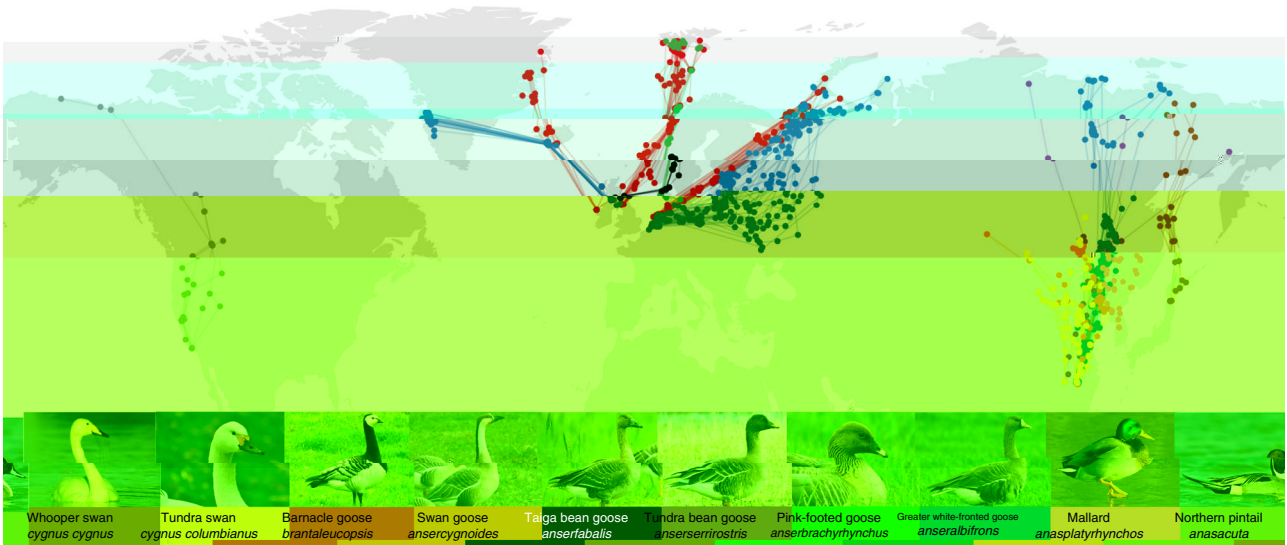 Whooper swan
cygnus cygnus
Tundra swan
cygnus columbianus
Barnacle goose
brantaleucopsis
Swan goose
ansercygnoides
Taiga bean goose
anserfabalis
Tundra bean goose
anserserrirostris
Pink-footed goose
anserbrachyrhynchus
Greater white-fronted goose
anseralbifrons
Mallard
anasplatyrhynchos
Northern pintail
anasacuta